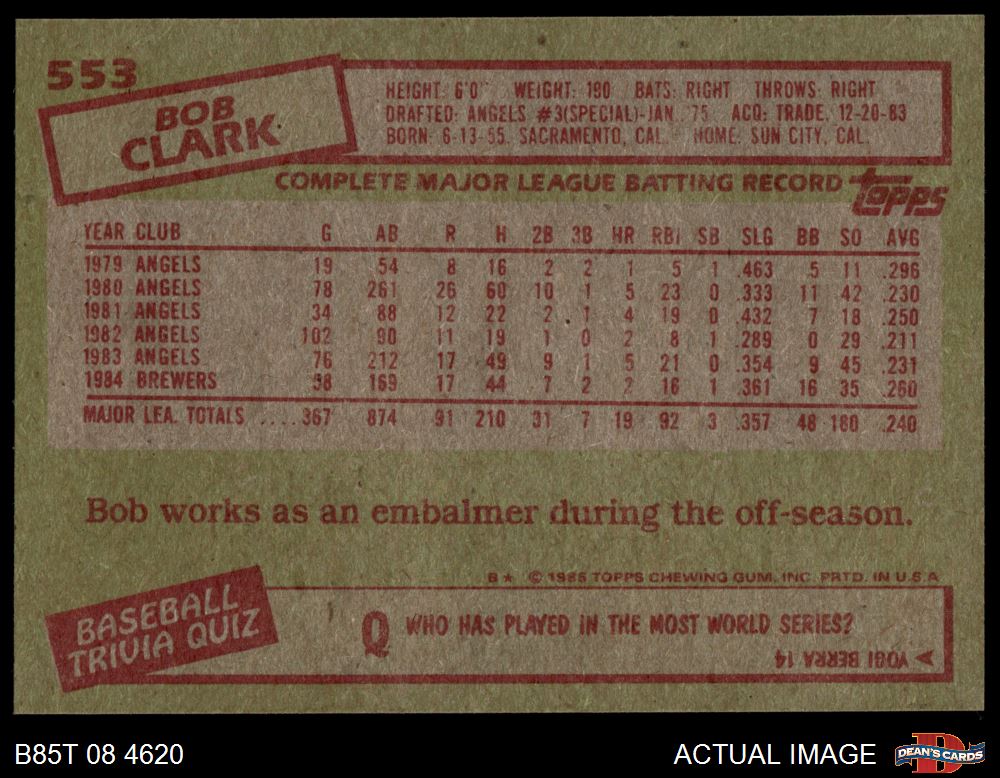 553
BOB
CLARK
HEIGHT: 6'0" WEIGHT: 190 BATS: RIGHT THROWS: RIGHT
DRAFTED: ANGELS #3(SPECIAL)-JAN. '75 ACQ: TRADE, 12-20-83
BORN: 6-13-55, SACRAMENTO, CAL. HOME: SUN CITY, CAL.
COMPLETE MAJOR LEAGUE BATTING RECORD topps
YEAR CLUB G AB R H 2B 3B HR RBI SB SLG BB SO AVG
1979 ANGELS 19 54 8 16 2 2 1 5 1 .463 5 11 .296
1980 ANGELS 78 261 26 60 10 1 5 23 0 .333 11 42 .230
1981 ANGELS 34 88 12 22 2 1 4 19 0 .432 7 18 .250
1982 ANGELS 102 90 11 19 1 0 2 8 1 .289 0 29 .211
1983 ANGELS 76 212 17 49 9 1 5 21 0 .354 9 45 .231
1984 BREWERS 58 169 17 44 7 2 2 16 1 .361 16 35 .260
MAJOR LEA. TOTALS .... 367 874 91 210 31 7 19 92 3 .357 48 180 .240
Bob works as an embalmer during the off-season.
B★ © 1985 TOPPS CHEWING GUM, INC. PRTD. IN U.S.A.
BASEBALL
TRIVIA QUIZ
Q WHO HAS PLAYED IN THE MOST WORLD SERIES?
YOGI BERRA 14
B85T 08 4620
ACTUAL IMAGE
D
DEAN'S CARDS